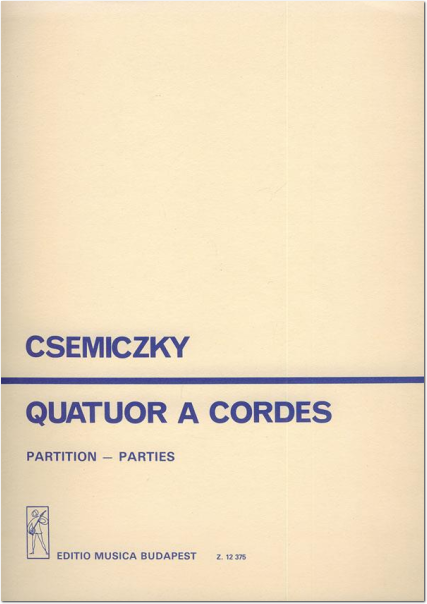 CSEMICZKY
QUATUOR A CORDES
PARTITION — PARTIES
EDITIO MUSICA BUDAPEST Z. 12 375